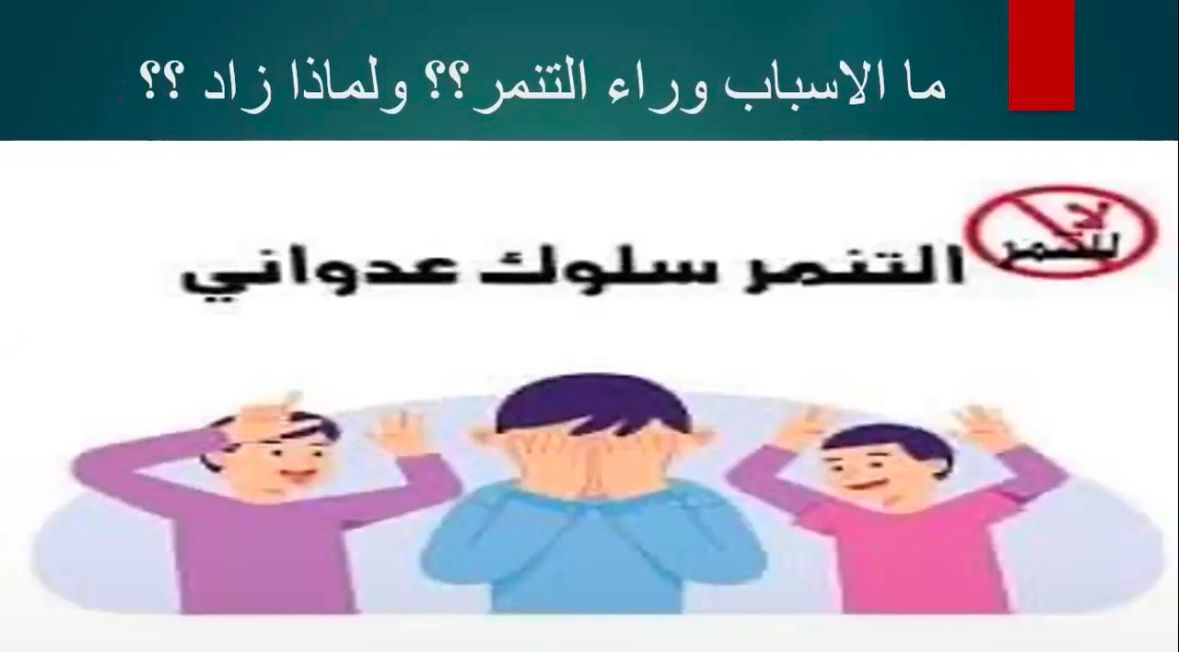 ما الاسباب وراء التنمر؟؟ ولماذا زاد ؟؟
لا
للتنمر
التنمر سلوك عدواني